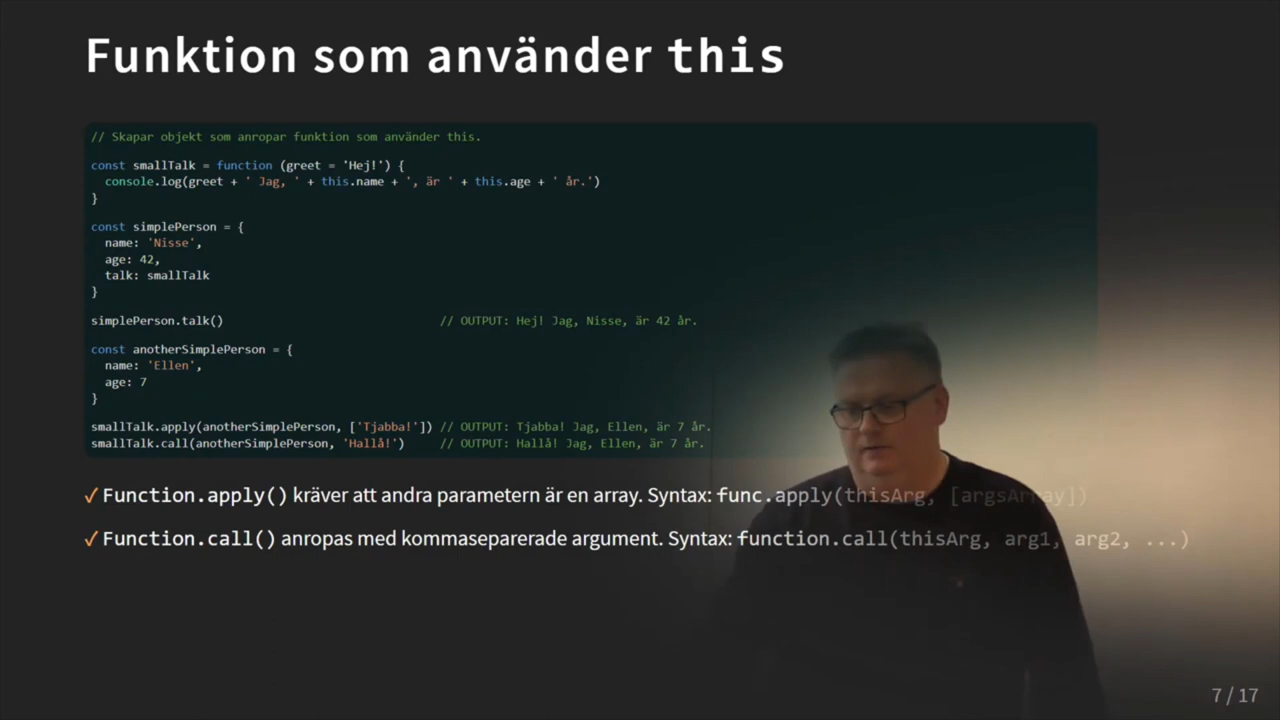 Funktion som använder this
// Skapar objekt som anropar funktion som använder this.
const smallTalk = function (greet = 'Hej!') {
console.log(greet + ' Jag, ' + this.name + ', är ' + this.age + ' år.')
}
const simplePerson = {
name: 'Nisse',
age: 42,
talk: smallTalk
}
simplePerson.talk() // OUTPUT: Hej! Jag, Nisse, är 42 år.
const anotherSimplePerson = {
name: 'Ellen',
age: 7
}
smallTalk.apply(anotherSimplePerson, ['Tjabba!']) // OUTPUT: Tjabba! Jag, Ellen, är 7 år.
smallTalk.call(anotherSimplePerson, 'Hallå!') // OUTPUT: Hallå! Jag, Ellen, är 7 år.
✓ Function.apply() kräver att andra parametern är en array. Syntax: func.apply(thisArg, [argsArray])
✓ Function.call() anropas med kommaseparerade argument. Syntax: function.call(thisArg, arg1, arg2, ...)
7 / 17